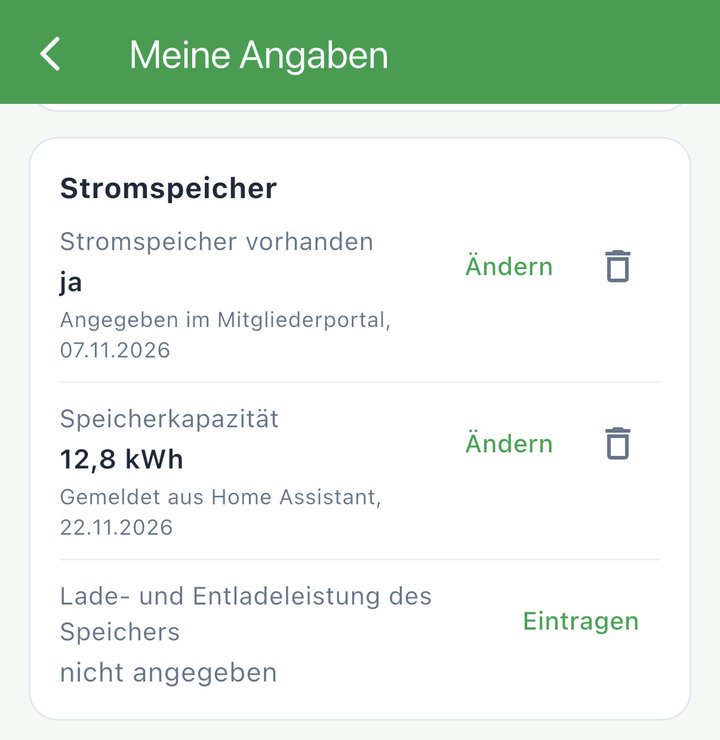 Meine Angaben
Stromspeicher
Stromspeicher vorhanden
ja
Angegeben im Mitgliederportal,
07.11.2026
Ändern
Speicherkapazität
12,8 kWh
Gemeldet aus Home Assistant,
22.11.2026
Ändern
Lade- und Entladeleistung des
Speichers
nicht angegeben
Eintragen